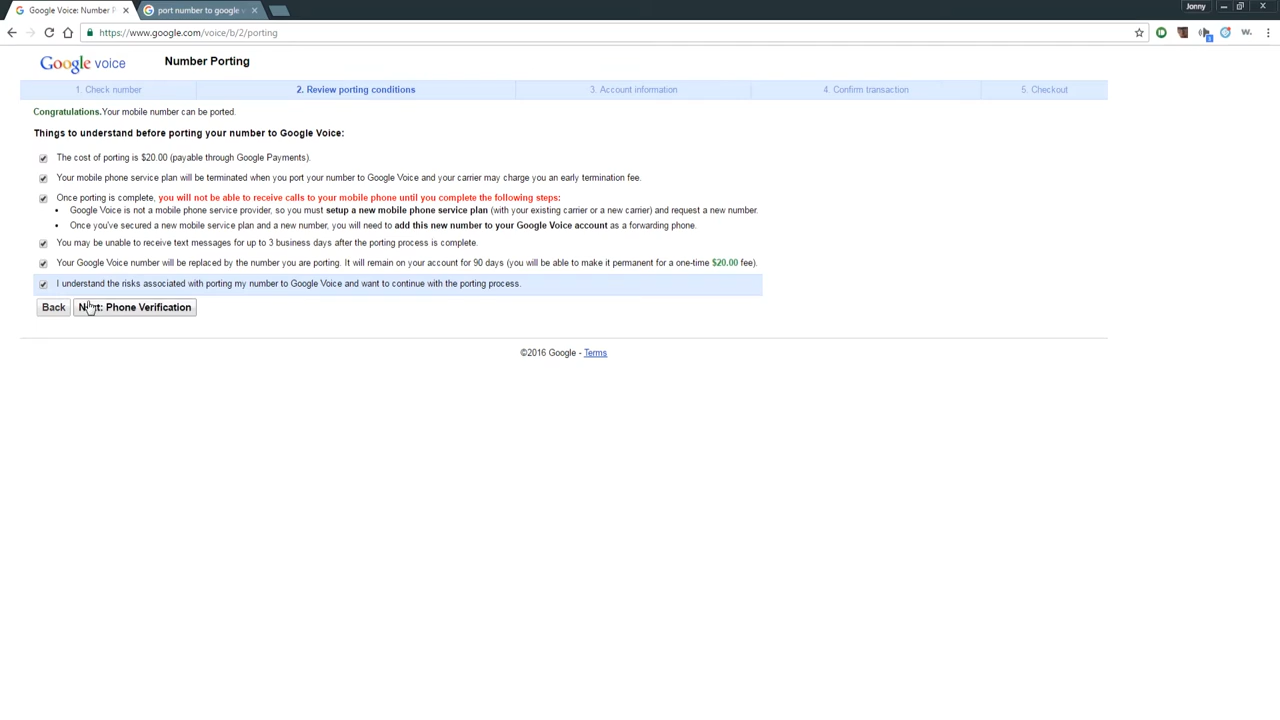 Google Voice: Number P
port number to google v
Jonny
https://www.google.com/voice/b/2/porting
Google voice
Number Porting
1. Check number
2. Review porting conditions
3. Account information
4. Confirm transaction
5. Checkout
Congratulations.Your mobile number can be ported.
Things to understand before porting your number to Google Voice:
The cost of porting is $20.00 (payable through Google Payments).
Your mobile phone service plan will be terminated when you port your number to Google Voice and your carrier may charge you an early termination fee.
Once porting is complete, you will not be able to receive calls to your mobile phone until you complete the following steps:
• Google Voice is not a mobile phone service provider, so you must setup a new mobile phone service plan (with your existing carrier or a new carrier) and request a new number.
• Once you've secured a new mobile service plan and a new number, you will need to add this new number to your Google Voice account as a forwarding phone.
You may be unable to receive text messages for up to 3 business days after the porting process is complete.
Your Google Voice number will be replaced by the number you are porting. It will remain on your account for 90 days (you will be able to make it permanent for a one-time $20.00 fee).
I understand the risks associated with porting my number to Google Voice and want to continue with the porting process.
Back
Next: Phone Verification
©2016 Google - Terms